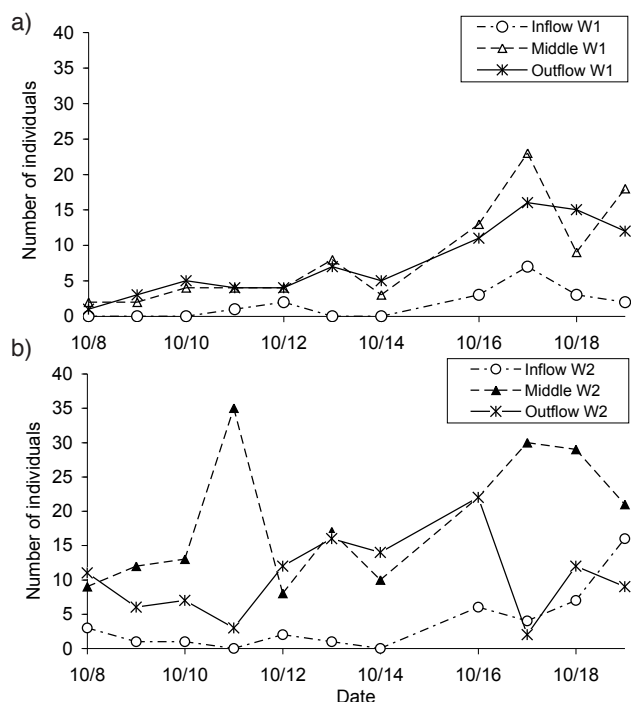 a)
Number of individuals
40
35
30
25
20
15
10
5
0
10/8 10/10 10/12 10/14 10/16 10/18
Inflow W1
Middle W1
Outflow W1
b)
Number of individuals
40
35
30
25
20
15
10
5
0
10/8 10/10 10/12 10/14 10/16 10/18
Date
Inflow W2
Middle W2
Outflow W2